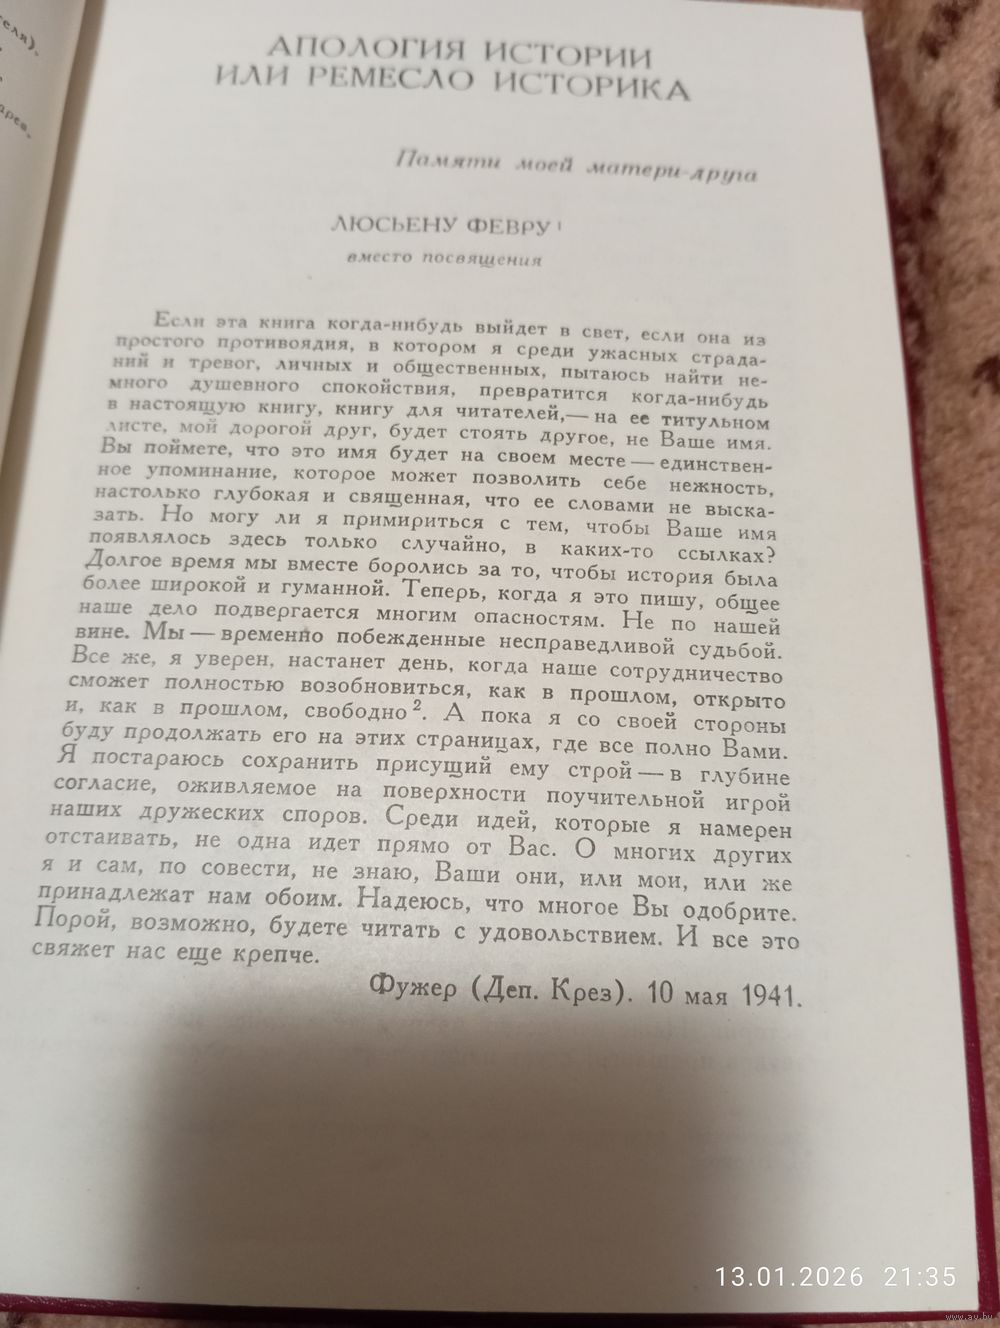 теля).
АПОЛОГИЯ ИСТОРИИ
ИЛИ РЕМЕСЛО ИСТОРИКА
Памяти моей матери-друга
ЛЮСЬЕНУ ФЕВРУ¹
вместо посвящения
Если эта книга когда-нибудь выйдет в свет, если она из
простого противоядия, в котором я среди ужасных страда-
ний и тревог, личных и общественных, пытаюсь найти не-
много душевного спокойствия, превратится когда-нибудь
в настоящую книгу, книгу для читателей,— на ее титульном
листе, мой дорогой друг, будет стоять другое, не Ваше имя.
Вы поймете, что это имя будет на своем месте — единствен-
ное упоминание, которое может позволить себе нежность,
настолько глубокая и священная, что ее словами не выска-
зать. Но могу ли я примириться с тем, чтобы Ваше имя
появлялось здесь только случайно, в каких-то ссылках?
Долгое время мы вместе боролись за то, чтобы история была
более широкой и гуманной. Теперь, когда я это пишу, общее
наше дело подвергается многим опасностям. Не по нашей
вине. Мы — временно побежденные несправедливой судьбой.
Все же, я уверен, настанет день, когда наше сотрудничество
сможет полностью возобновиться, как в прошлом, открыто
и, как в прошлом, свободно². А пока я со своей стороны
буду продолжать его на этих страницах, где все полно Вами.
Я постараюсь сохранить присущий ему строй — в глубине
согласие, оживляемое на поверхности поучительной игрой
наших дружеских споров. Среди идей, которые я намерен
отстаивать, не одна идет прямо от Вас. О многих других
я и сам, по совести, не знаю, Ваши они, или мои, или же
принадлежат нам обоим. Надеюсь, что многое Вы одобрите.
Порой, возможно, будете читать с удовольствием. И все это
свяжет нас еще крепче.
Фужер (Деп. Крез). 10 мая 1941.
13.01.2026 21:35
www.ay.by